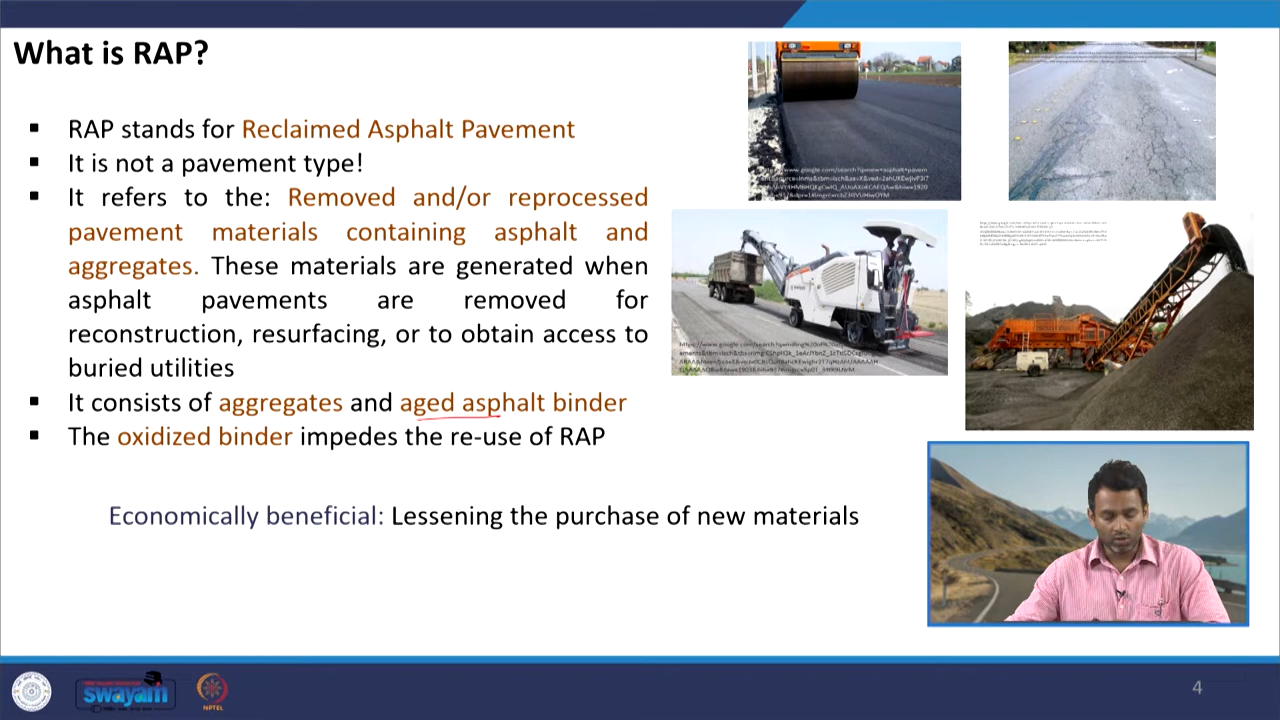 What is RAP?
▪ RAP stands for Reclaimed Asphalt Pavement
▪ It is not a pavement type!
▪ It refers to the: Removed and/or reprocessed
pavement materials containing asphalt and
aggregates. These materials are generated when
asphalt pavements are removed for
reconstruction, resurfacing, or to obtain access to
buried utilities
▪ It consists of aggregates and aged asphalt binder
▪ The oxidized binder impedes the re-use of RAP
Economically beneficial: Lessening the purchase of new materials
swayam
NPTEL
4